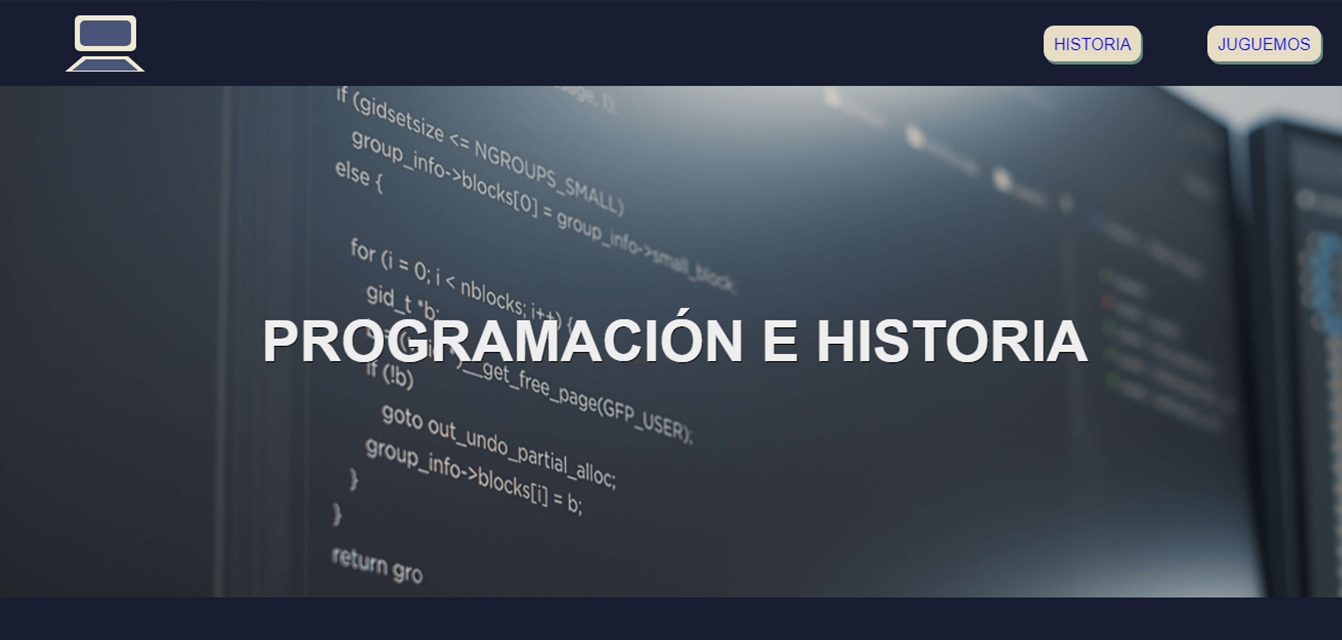 HISTORIA
JUGUEMOS
if (gidsetsize <= NGROUPS_SMALL)
group_info->blocks[0] = group_info->small_block;
else {
for (i = 0; i < nblocks; i++) {
gid_t *b;
PROGRAMACIÓN E HISTORIA
__get_free_page(GFP_USER);
if (!b)
goto out_undo_partial_alloc;
group_info->blocks[i] = b;
}
}
return gro